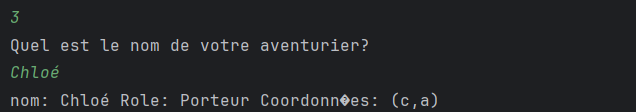 3
Quel est le nom de votre aventurier?
Chloé
nom: Chloé Role: Porteur Coordonn�es: (c,a)